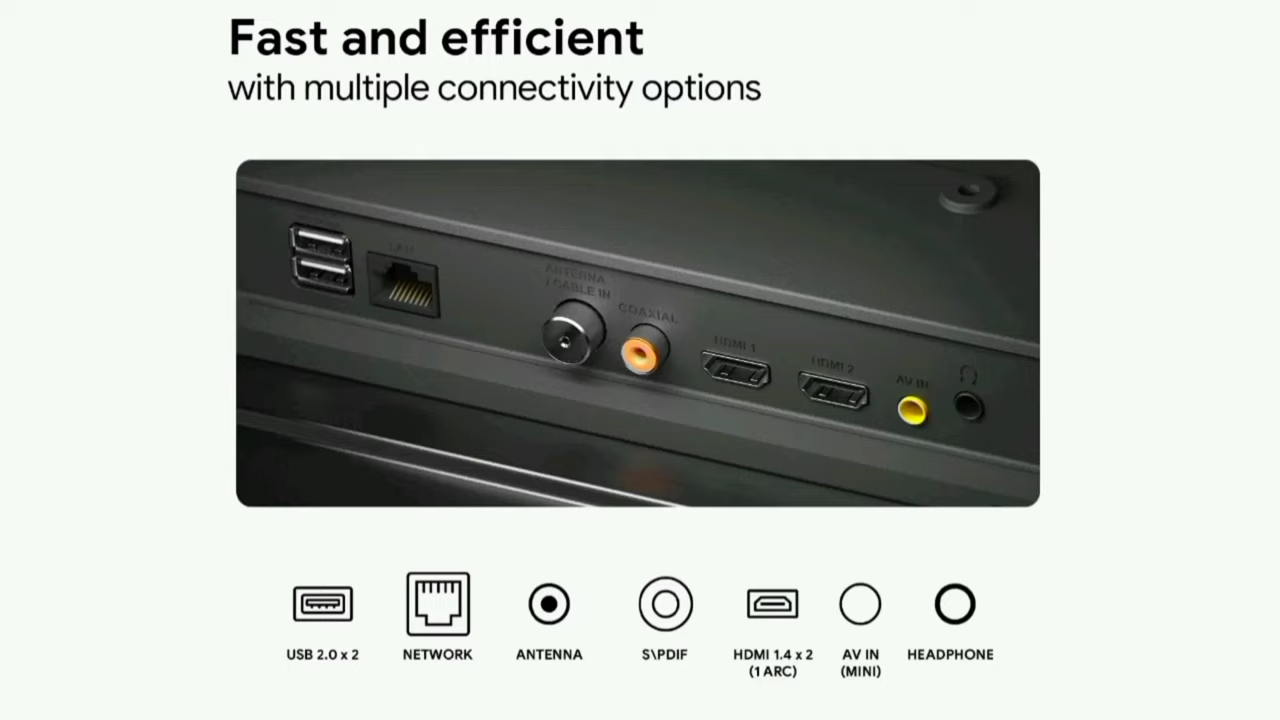 Fast and efficient
with multiple connectivity options
LAN
ANTENNA
/ CABLE IN
COAXIAL
HDMI 1
HDMI 2
AV IN
USB 2.0 x 2
NETWORK
ANTENNA
S\PDIF
HDMI 1.4 x 2
(1 ARC)
AV IN
(MINI)
HEADPHONE